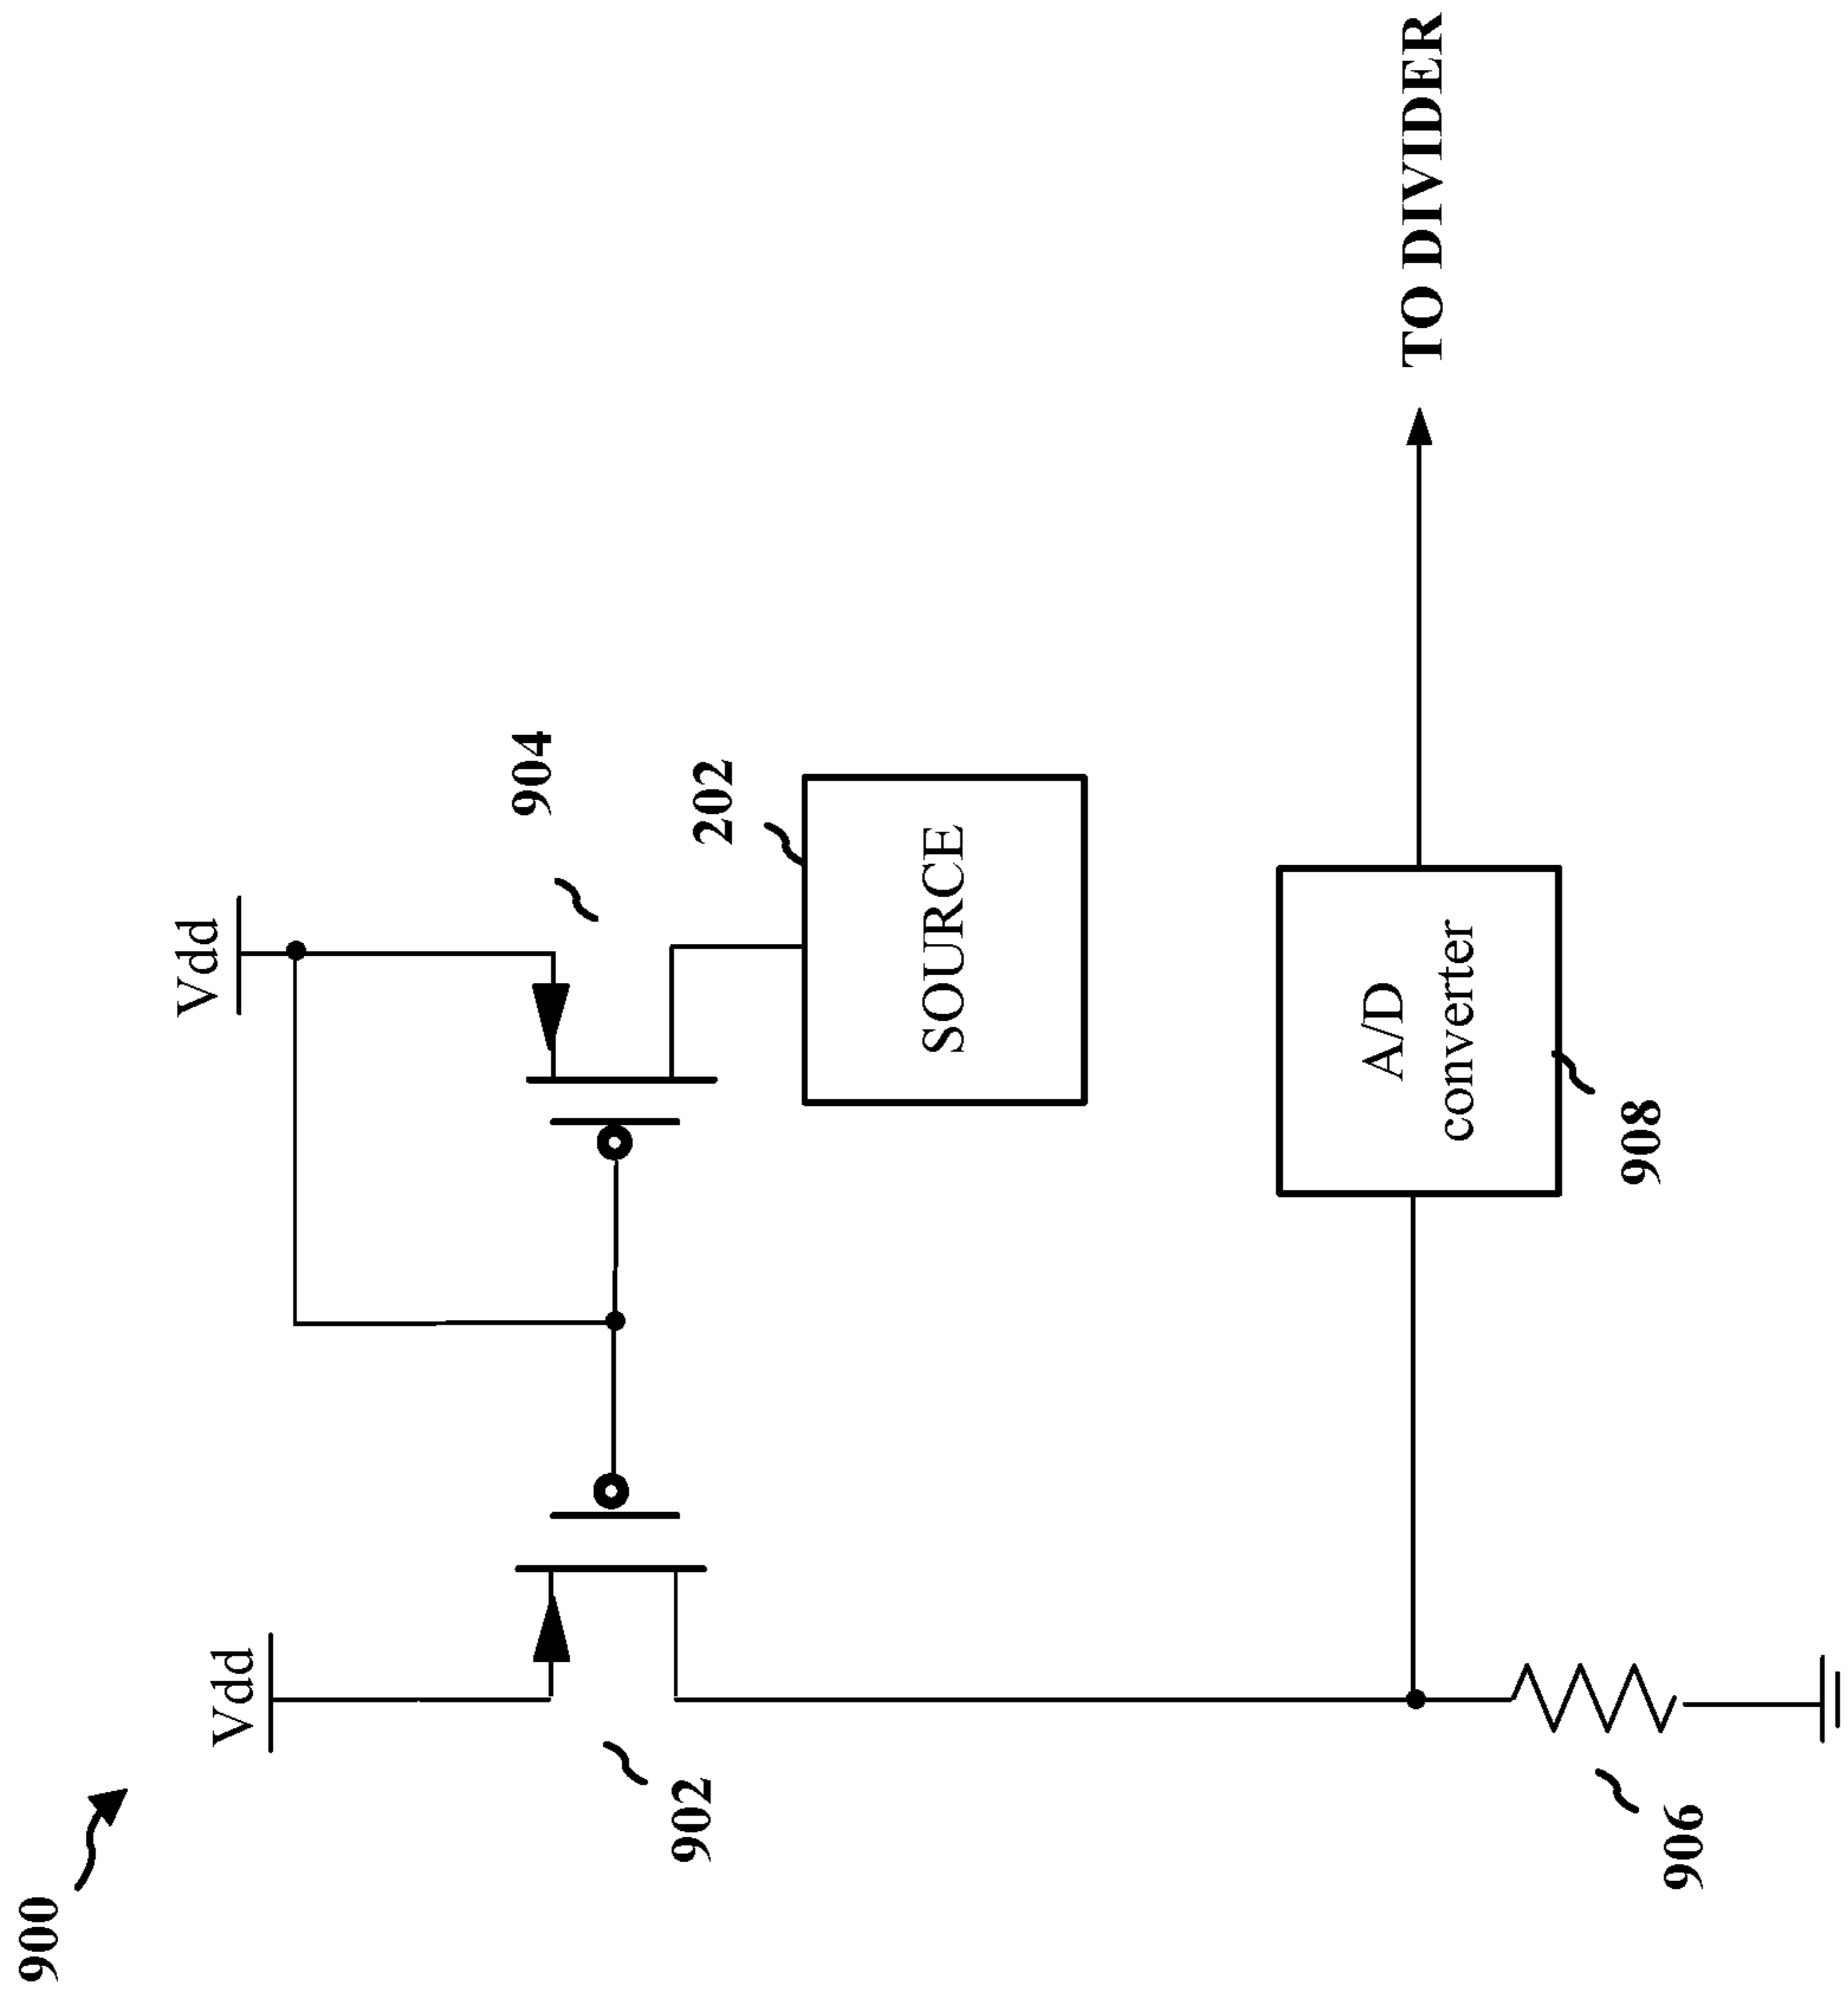 900
Vdd
Vdd
904
902
202
SOURCE
A/D
converter
TO DIVIDER
908
906